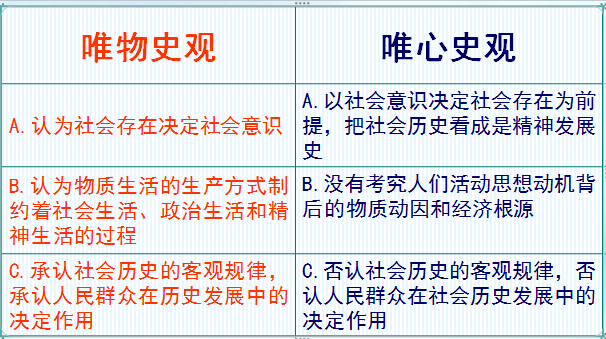 唯物史观
唯心史观
A.认为社会存在决定社会意识
A.以社会意识决定社会存在为前
提，把社会历史看成是精神发展
史
B.认为物质生活的生产方式制
约着社会生活、政治生活和精
神生活的过程
B.没有考究人们活动思想动机背
后的物质动因和经济根源
C.承认社会历史的客观规律，
承认人民群众在历史发展中的
决定作用
C.否认社会历史的客观规律，否
认人民群众在社会历史发展中的
决定作用